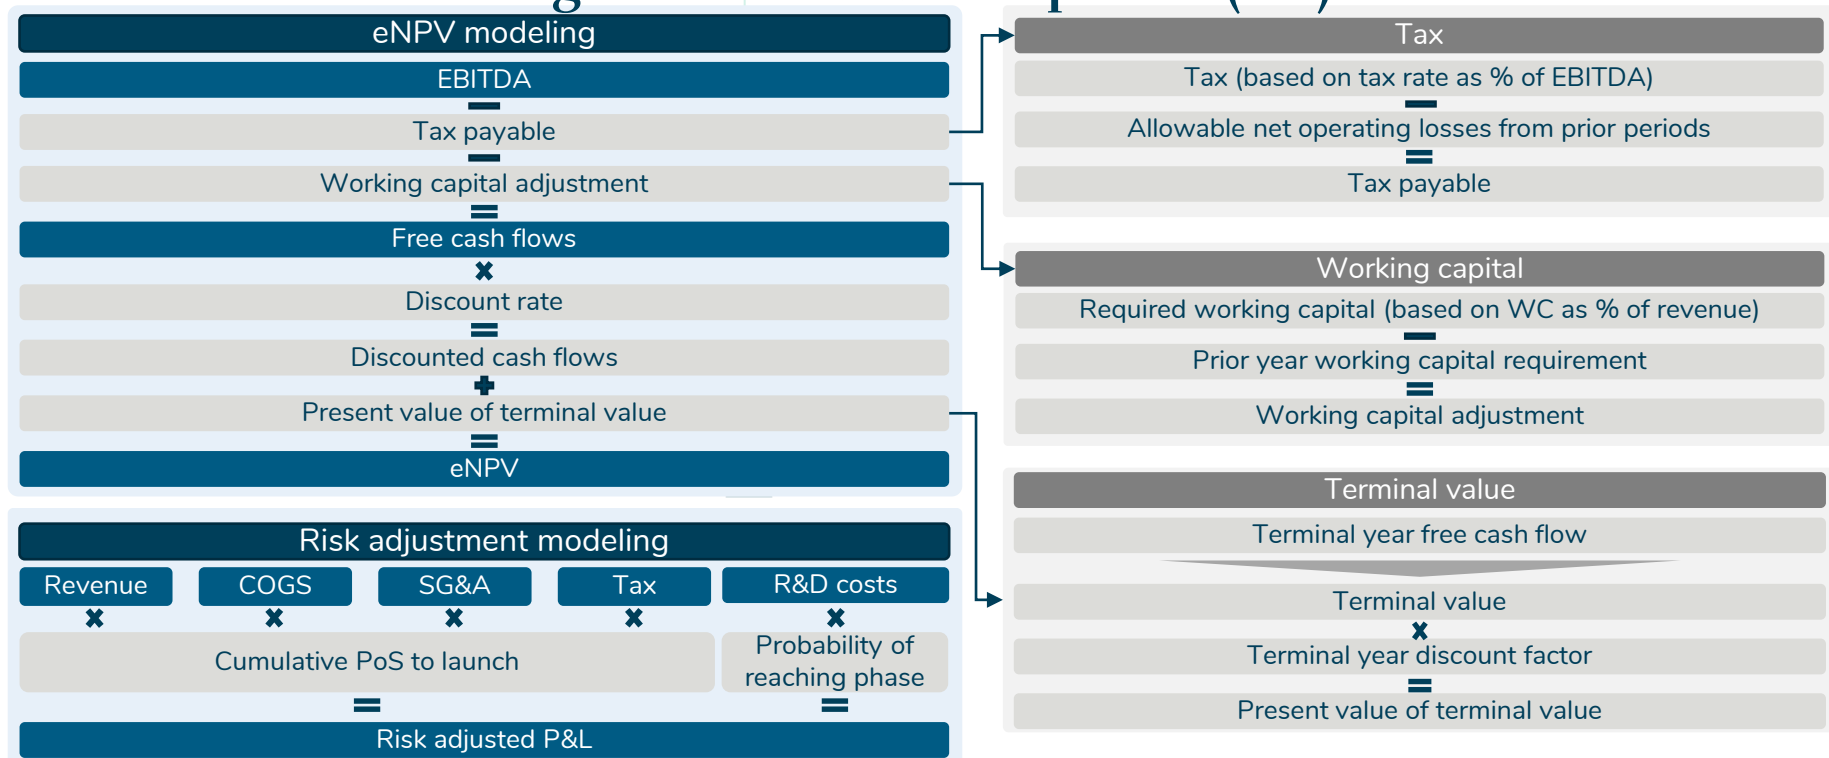 eNPV modeling
EBITDA
Tax payable
Working capital adjustment
Free cash flows
Discount rate
Discounted cash flows
Present value of terminal value
eNPV
Risk adjustment modeling
Revenue
COGS
SG&A
Tax
R&D costs
Cumulative PoS to launch
Probability of
reaching phase
Risk adjusted P&L
Tax
Tax (based on tax rate as % of EBITDA)
Allowable net operating losses from prior periods
Tax payable
Working capital
Required working capital (based on WC as % of revenue)
Prior year working capital requirement
Working capital adjustment
Terminal value
Terminal year free cash flow
Terminal value
Terminal year discount factor
Present value of terminal value